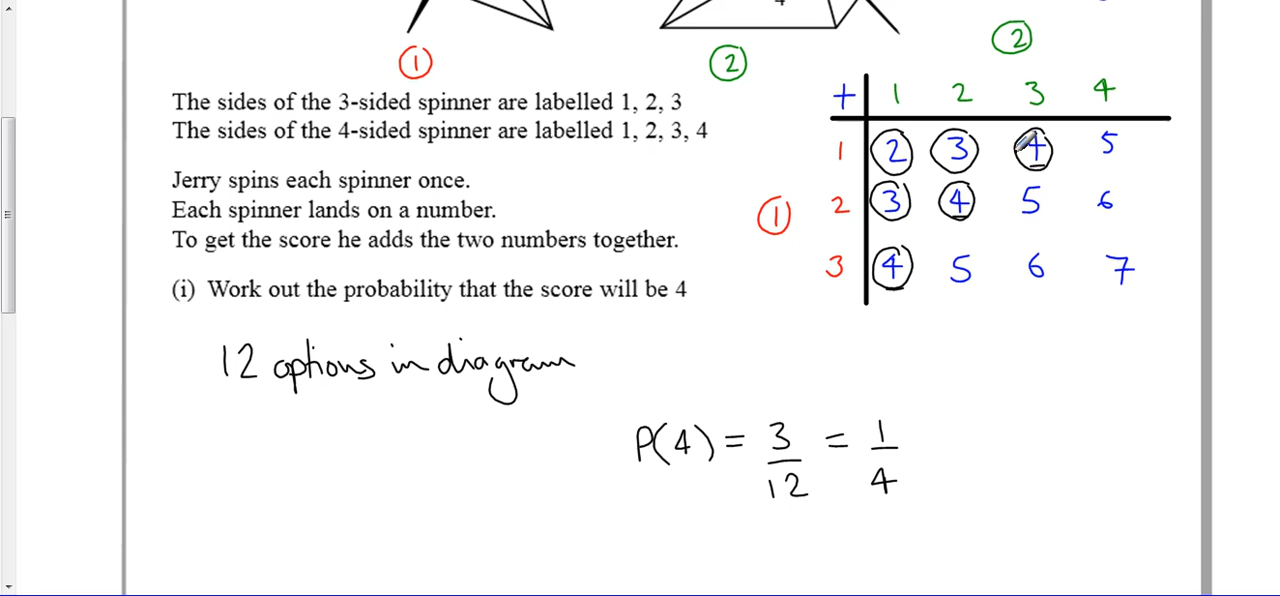 4
① ② ②
The sides of the 3-sided spinner are labelled 1, 2, 3
The sides of the 4-sided spinner are labelled 1, 2, 3, 4
Jerry spins each spinner once.
Each spinner lands on a number.
To get the score he adds the two numbers together.
(i) Work out the probability that the score will be 4
+ 1 2 3 4
1 2 3 4 5
① 2 3 4 5 6
3 4 5 6 7
12 options in diagram
P(4) = 3/12 = 1/4